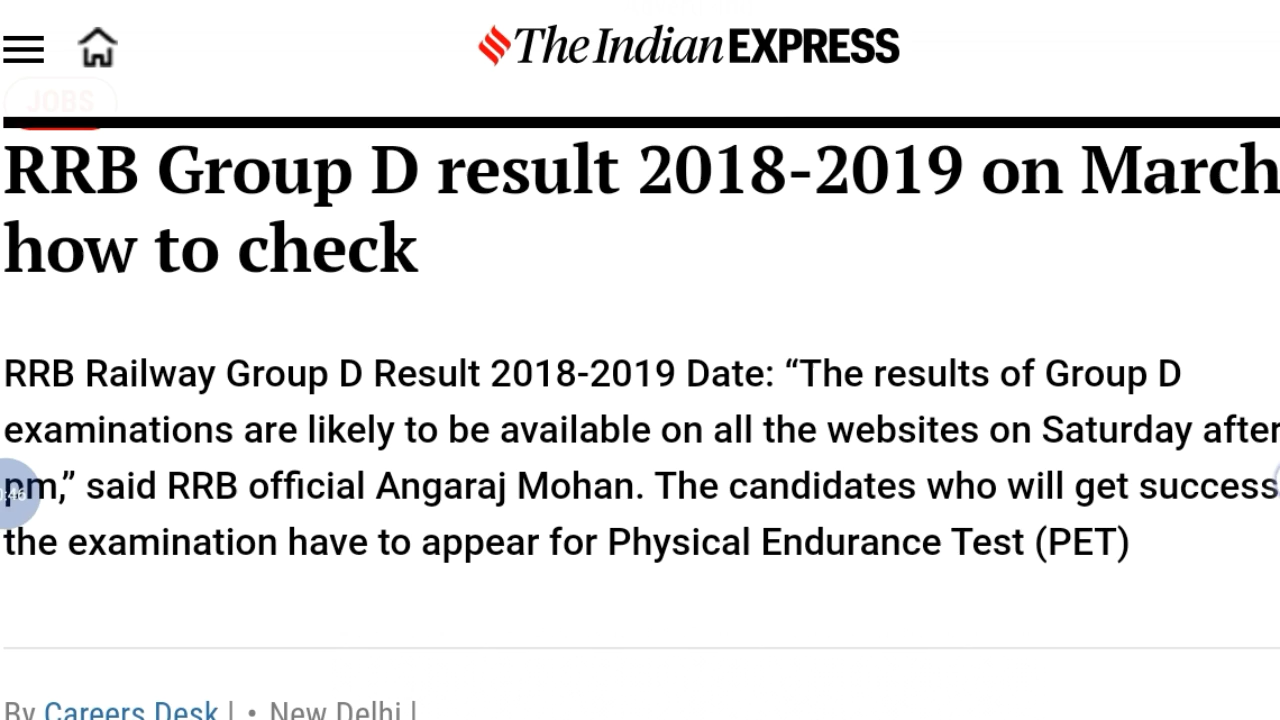 The Indian EXPRESS
JOBS
RRB Group D result 2018-2019 on March
how to check
RRB Railway Group D Result 2018-2019 Date: “The results of Group D
examinations are likely to be available on all the websites on Saturday after
pm,” said RRB official Angaraj Mohan. The candidates who will get success
the examination have to appear for Physical Endurance Test (PET)
By Careers Desk | • New Delhi |